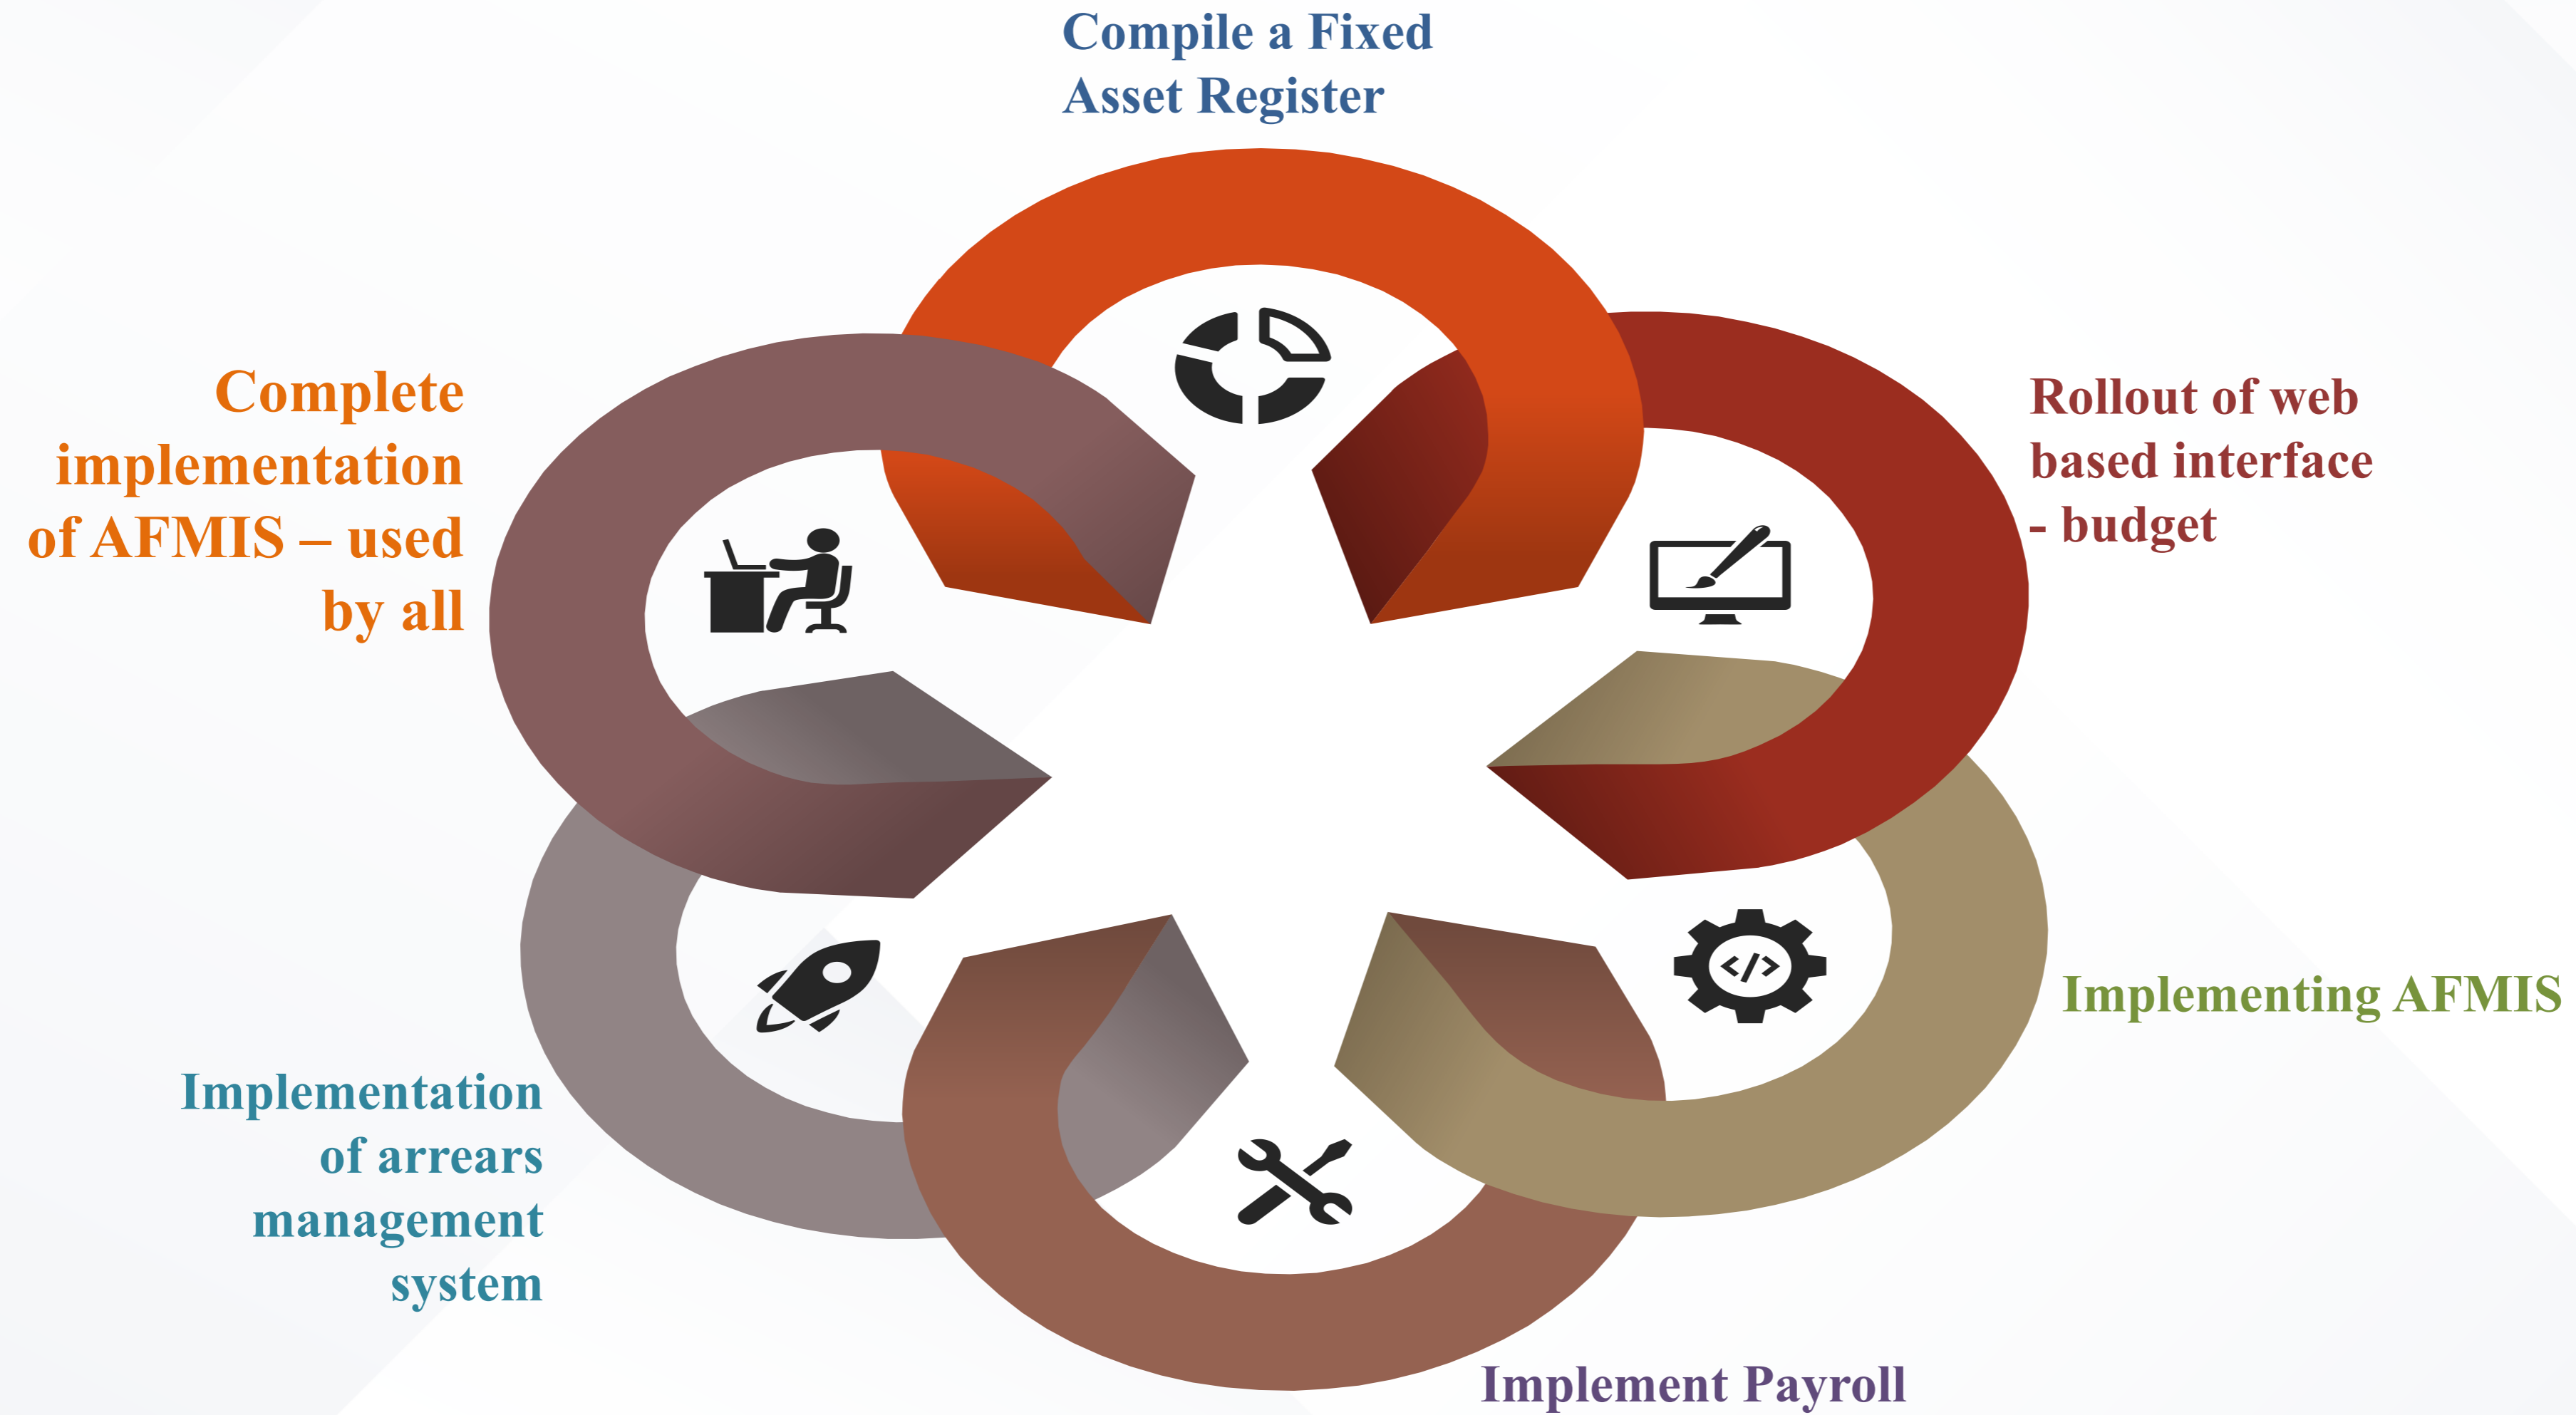 Compile a Fixed
Asset Register
Rollout of web
based interface
- budget
Implementing AFMIS
Implement Payroll
Implementation
of arrears
management
system
Complete
implementation
of AFMIS – used
by all
</>